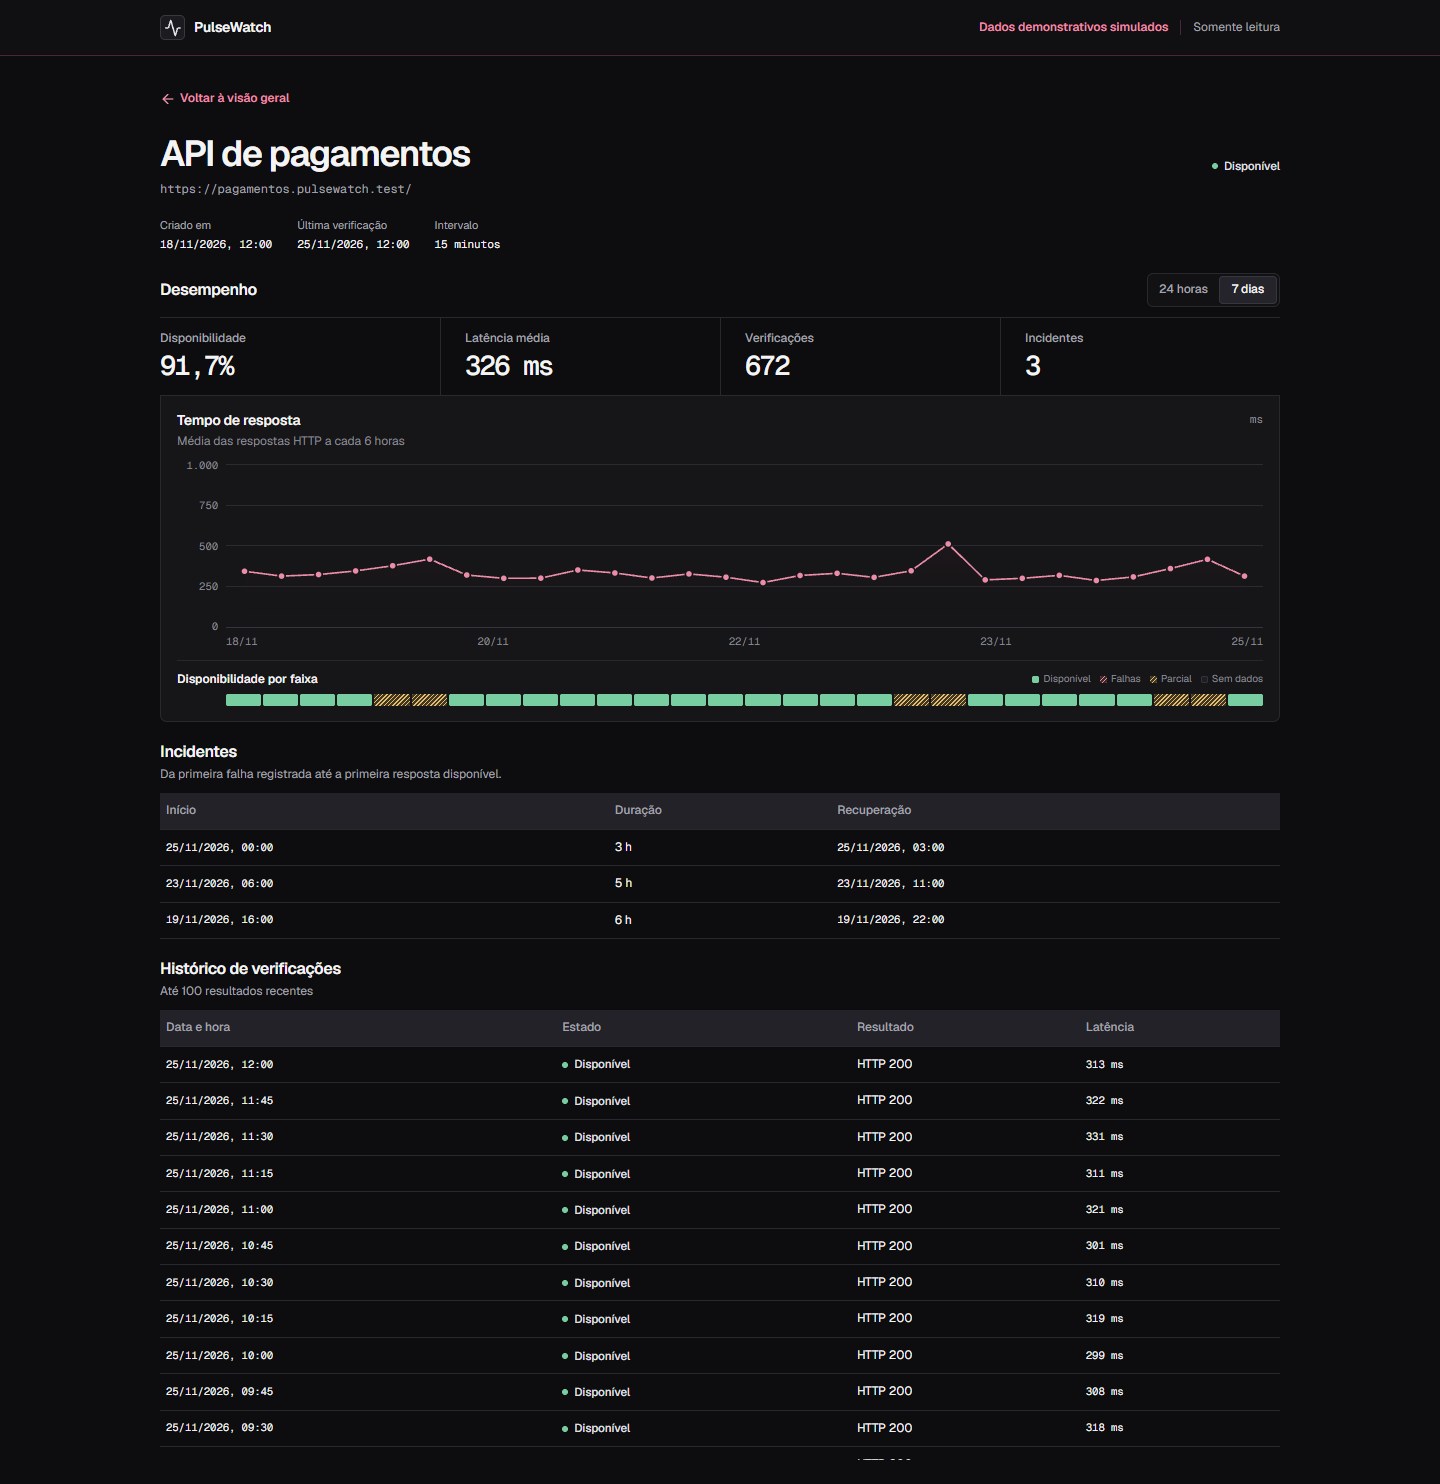 PulseWatch
Dados demonstrativos simulados
Somente leitura
Voltar à visão geral
API de pagamentos
Disponível
https://pagamentos.pulsewatch.test/
Criado em Última verificação Intervalo
18/11/2026, 12:00 25/11/2026, 12:00 15 minutos
Desempenho
24 horas 7 dias
Disponibilidade Latência média Verificações Incidentes
91,7% 326 ms 672 3
Tempo de resposta ms
Média das respostas HTTP a cada 6 horas
1.000
750
500
250
0
18/11 20/11 22/11 23/11 25/11
Disponibilidade por faixa Disponível Falhas Parcial Sem dados
Incidentes
Da primeira falha registrada até a primeira resposta disponível.
Início Duração Recuperação
25/11/2026, 00:00 3 h 25/11/2026, 03:00
23/11/2026, 06:00 5 h 23/11/2026, 11:00
19/11/2026, 16:00 6 h 19/11/2026, 22:00
Histórico de verificações
Até 100 resultados recentes
Data e hora Estado Resultado Latência
25/11/2026, 12:00 Disponível HTTP 200 313 ms
25/11/2026, 11:45 Disponível HTTP 200 322 ms
25/11/2026, 11:30 Disponível HTTP 200 331 ms
25/11/2026, 11:15 Disponível HTTP 200 311 ms
25/11/2026, 11:00 Disponível HTTP 200 321 ms
25/11/2026, 10:45 Disponível HTTP 200 301 ms
25/11/2026, 10:30 Disponível HTTP 200 310 ms
25/11/2026, 10:15 Disponível HTTP 200 319 ms
25/11/2026, 10:00 Disponível HTTP 200 299 ms
25/11/2026, 09:45 Disponível HTTP 200 308 ms
25/11/2026, 09:30 Disponível HTTP 200 318 ms